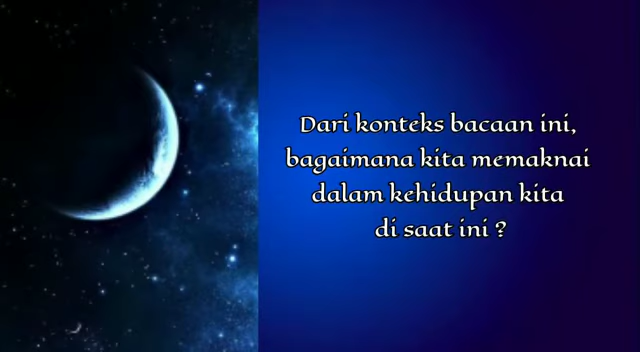 Dari konteks bacaan ini,
bagaimana kita memaknai
dalam kehidupan kita
di saat ini ?